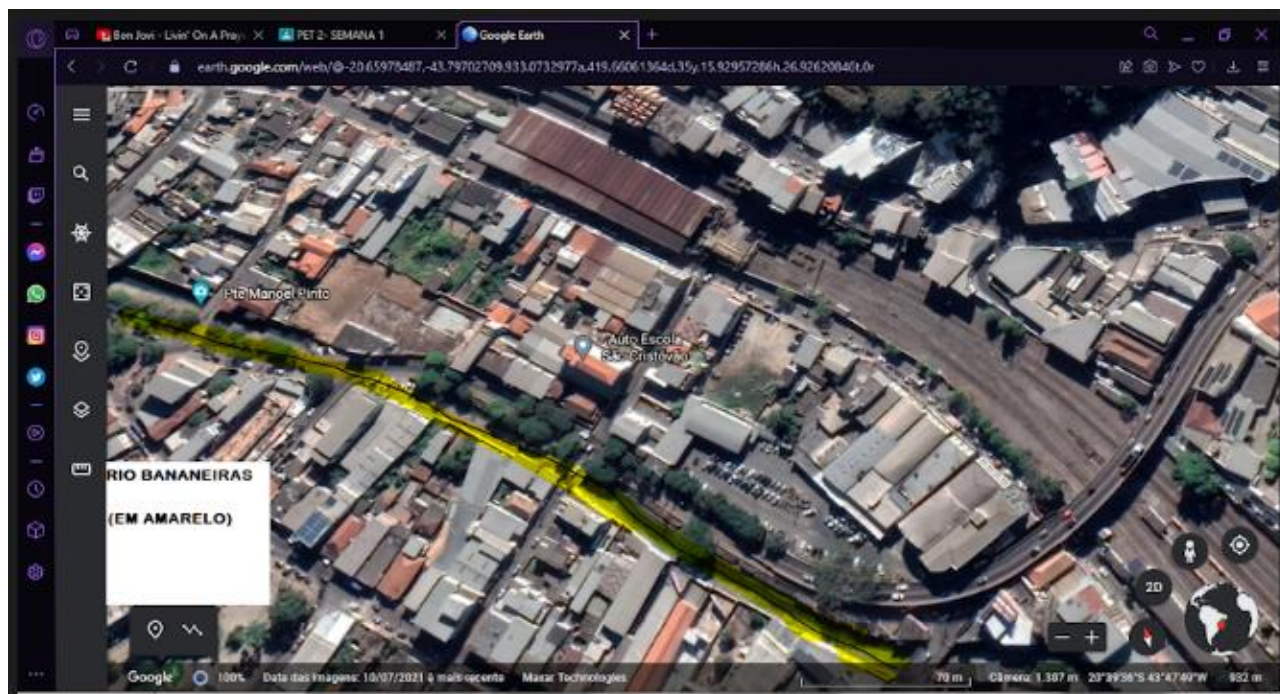 Bon Jovi - Livin' On A Pray
PET 2- SEMANA 1
Google Earth
earth.google.com/web/@-20.65978487,-43.79702709,933.0732977a,419.66061364d,35y,15.92957286h,26.92620840t,0r
Pte Manoel Pinto
Auto Escola
São Cristóvão
RIO BANANEIRAS
(EM AMARELO)
2D
Google
100%
Data das imagens: 10/07/2021 à mais recente
Maxar Technologies
70 m
Câmera: 1.307 m
20°39'36"S 43°47'49"W
932 m